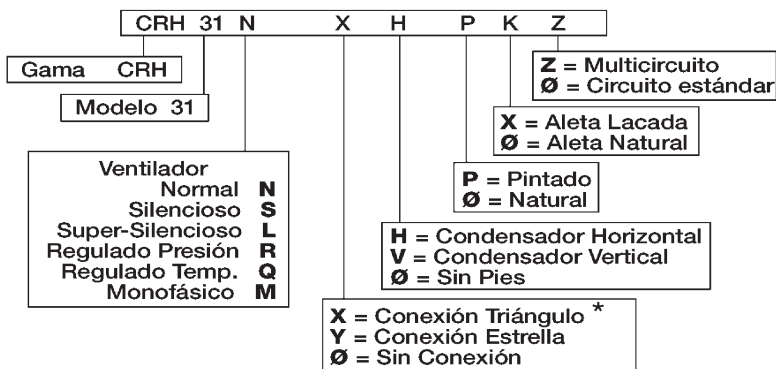 CRH 31 N X H P K Z
Gama CRH
Modelo 31
Z = Multicircuito
Ø = Circuito estándar
X = Aleta Lacada
Ø = Aleta Natural
P = Pintado
Ø = Natural
H = Condensador Horizontal
V = Condensador Vertical
Ø = Sin Pies
X = Conexión Triángulo *
Y = Conexión Estrella
Ø = Sin Conexión
Ventilador
Normal N
Silencioso S
Super-Silencioso L
Regulado Presión R
Regulado Temp. Q
Monofásico M